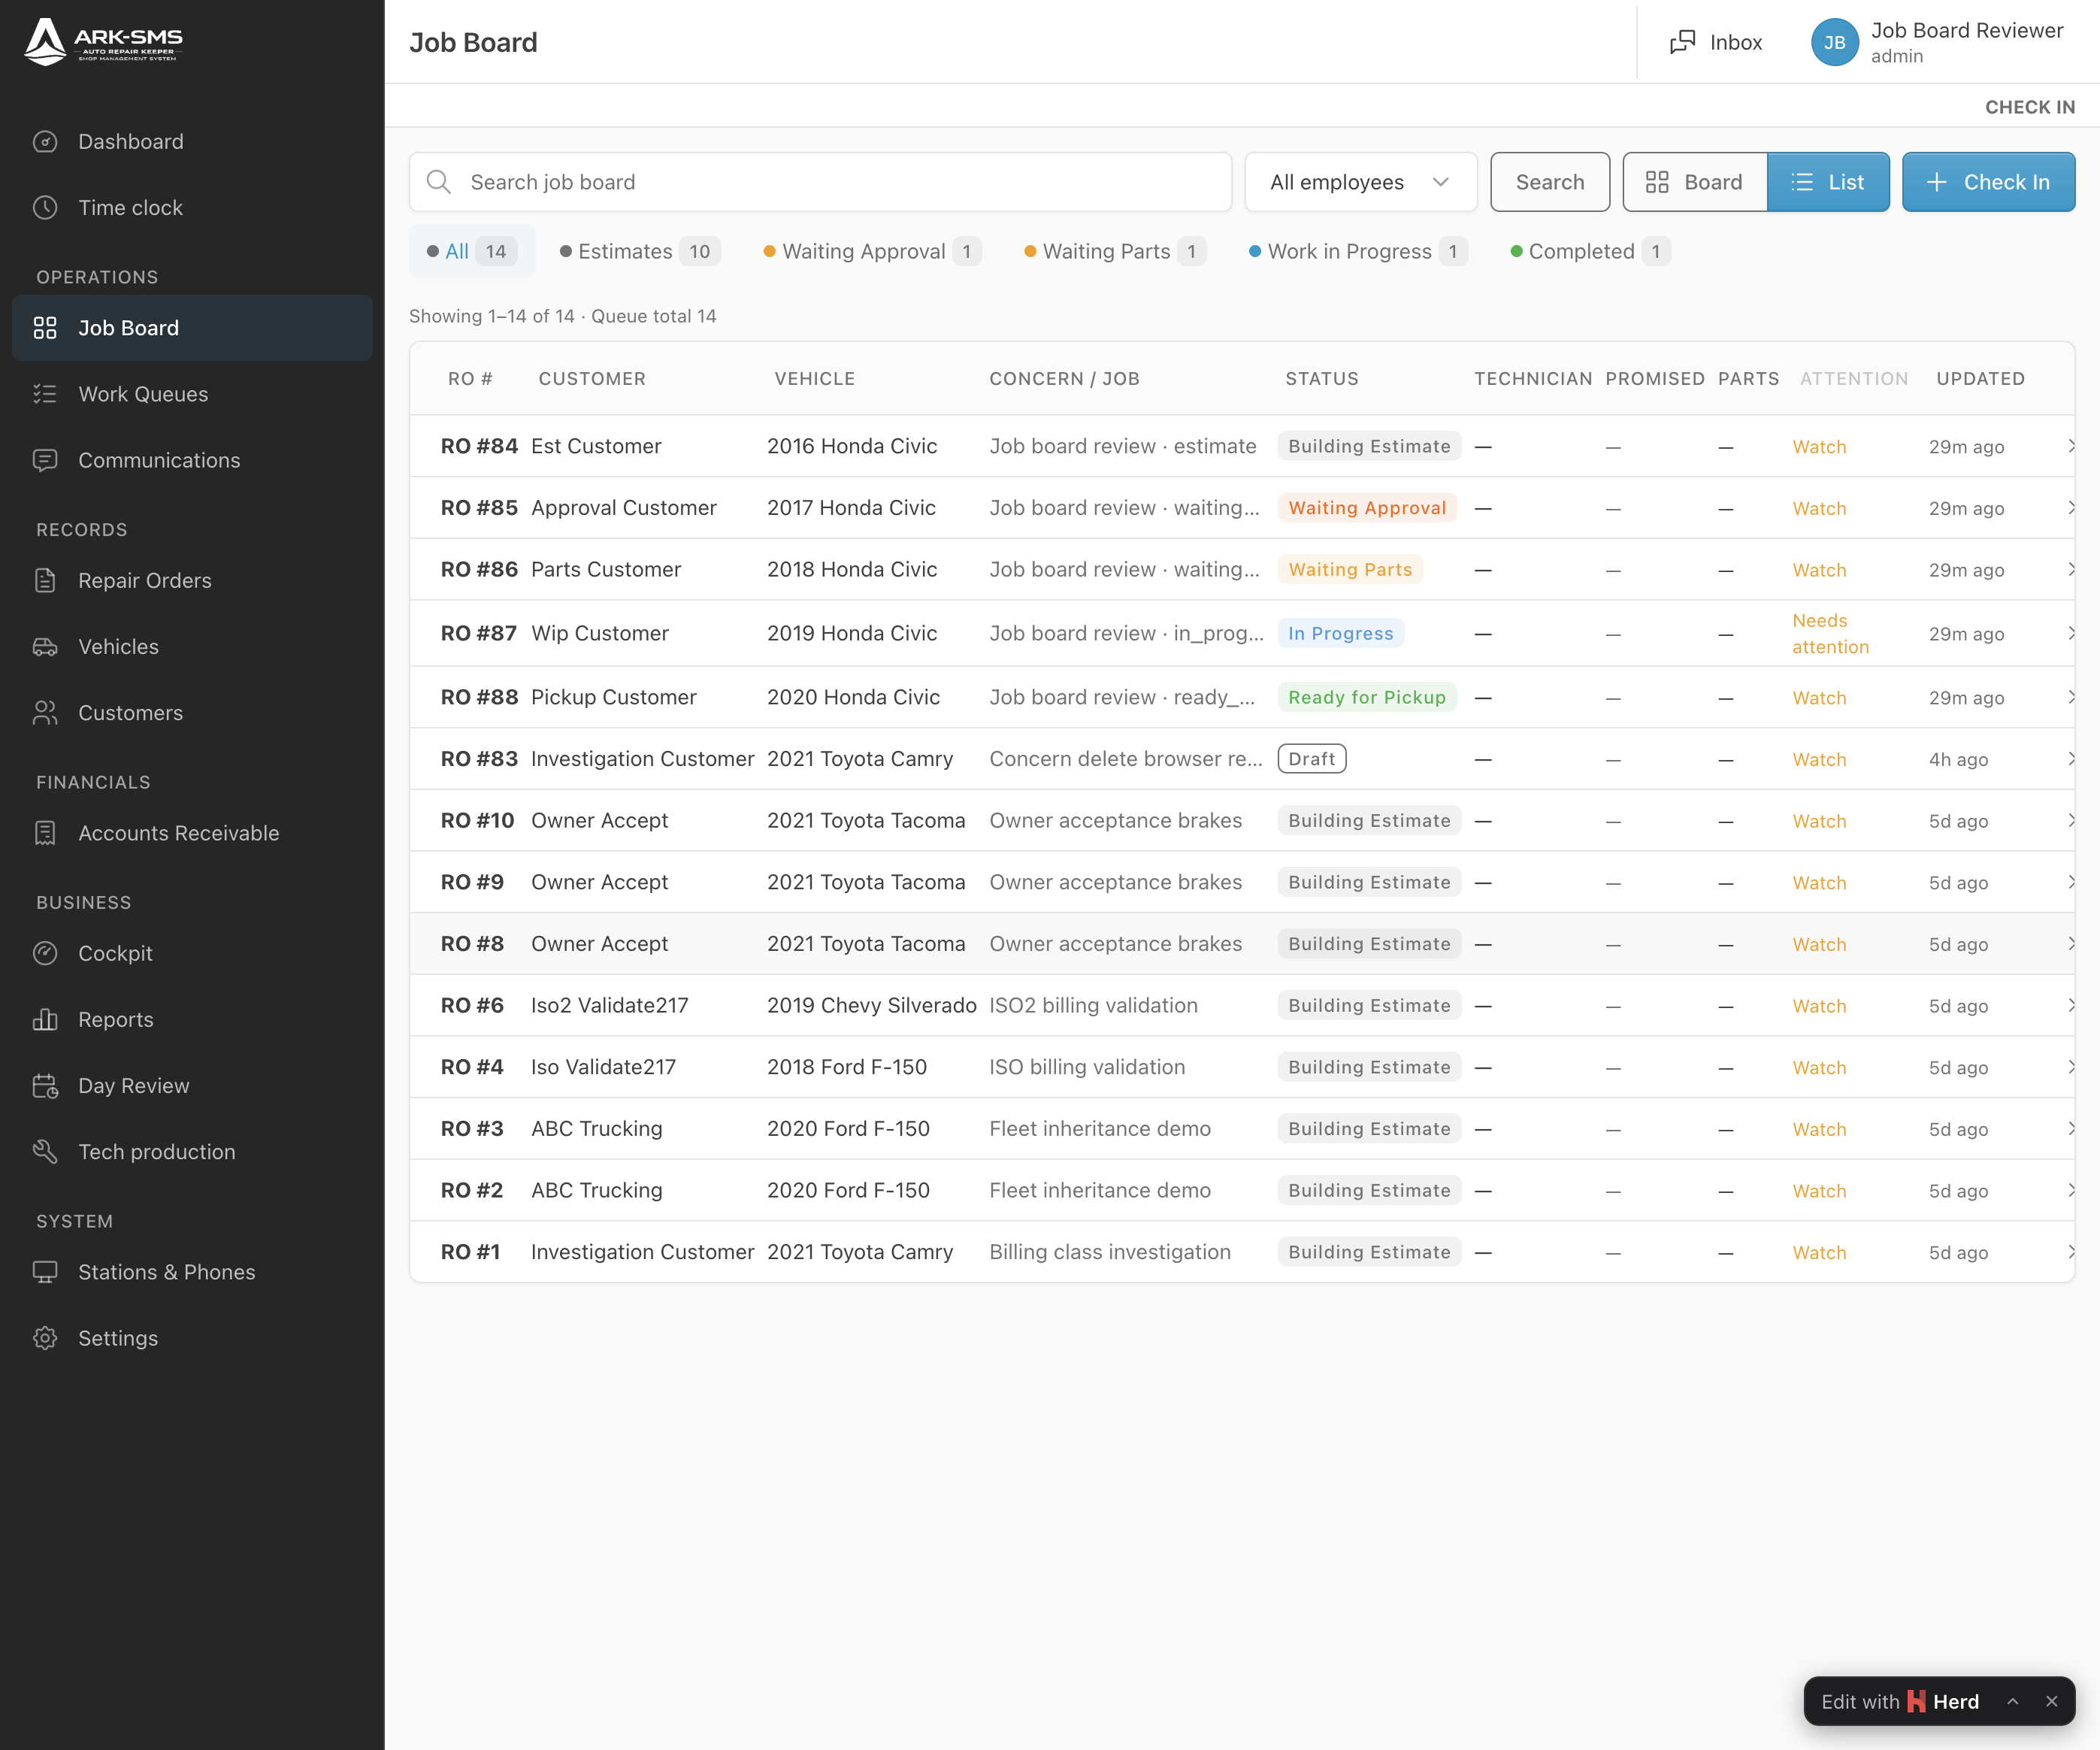 ARK-SMS
AUTO REPAIR KEEPER
SHOP MANAGEMENT SYSTEM
Job Board
Inbox
JB
Job Board Reviewer
admin
CHECK IN
Dashboard
Time clock
OPERATIONS
Job Board
Work Queues
Communications
RECORDS
Repair Orders
Vehicles
Customers
FINANCIALS
Accounts Receivable
BUSINESS
Cockpit
Reports
Day Review
Tech production
SYSTEM
Stations & Phones
Settings
Search job board
All employees
Search
Board
List
Check In
All 14
Estimates 10
Waiting Approval 1
Waiting Parts 1
Work in Progress 1
Completed 1
Showing 1–14 of 14 · Queue total 14
RO # CUSTOMER VEHICLE CONCERN / JOB STATUS TECHNICIAN PROMISED PARTS ATTENTION UPDATED
RO #84 Est Customer 2016 Honda Civic Job board review · estimate Building Estimate — — — Watch 29m ago
RO #85 Approval Customer 2017 Honda Civic Job board review · waiting... Waiting Approval — — — Watch 29m ago
RO #86 Parts Customer 2018 Honda Civic Job board review · waiting... Waiting Parts — — — Watch 29m ago
RO #87 Wip Customer 2019 Honda Civic Job board review · in_prog... In Progress — — — Needs attention 29m ago
RO #88 Pickup Customer 2020 Honda Civic Job board review · ready_... Ready for Pickup — — — Watch 29m ago
RO #83 Investigation Customer 2021 Toyota Camry Concern delete browser re... Draft — — — Watch 4h ago
RO #10 Owner Accept 2021 Toyota Tacoma Owner acceptance brakes Building Estimate — — — Watch 5d ago
RO #9 Owner Accept 2021 Toyota Tacoma Owner acceptance brakes Building Estimate — — — Watch 5d ago
RO #8 Owner Accept 2021 Toyota Tacoma Owner acceptance brakes Building Estimate — — — Watch 5d ago
RO #6 Iso2 Validate217 2019 Chevy Silverado ISO2 billing validation Building Estimate — — — Watch 5d ago
RO #4 Iso Validate217 2018 Ford F-150 ISO billing validation Building Estimate — — — Watch 5d ago
RO #3 ABC Trucking 2020 Ford F-150 Fleet inheritance demo Building Estimate — — — Watch 5d ago
RO #2 ABC Trucking 2020 Ford F-150 Fleet inheritance demo Building Estimate — — — Watch 5d ago
RO #1 Investigation Customer 2021 Toyota Camry Billing class investigation Building Estimate — — — Watch 5d ago
Edit with Herd